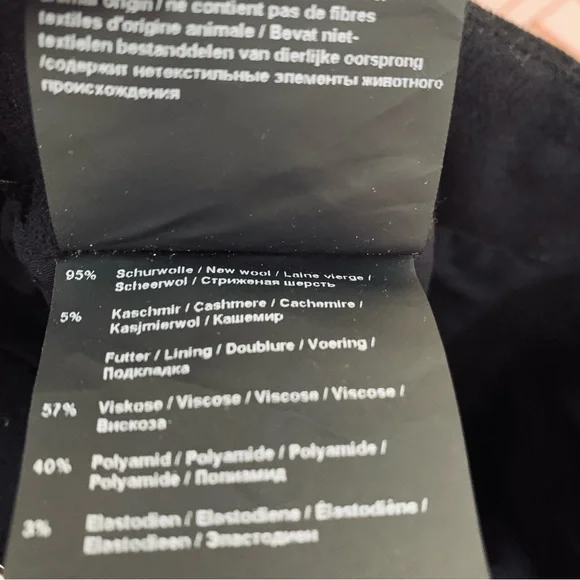 origin / ne contient pas de fibres
textiles d'origine animale / Bevat niet-
textielen bestanddelen van dierlijke oorsprong
/содержит нетекстильные элементы животного
происхождения
95% Schurwolle / New wool / Laine vierge /
Scheerwol / Стриженая шерсть
5% Kaschmir / Cashmere / Cachemire /
Kasjmierwol / Кашемир
Futter / Lining / Doublure / Voering /
Подкладка
57% Viskose / Viscose / Viscose / Viscose /
Вискоза
40% Polyamid / Polyamide / Polyamide /
Polyamide / Полиамид
3% Elastodien / Elastodiene / Élastodiène /
Elastodieen / Эластодиен